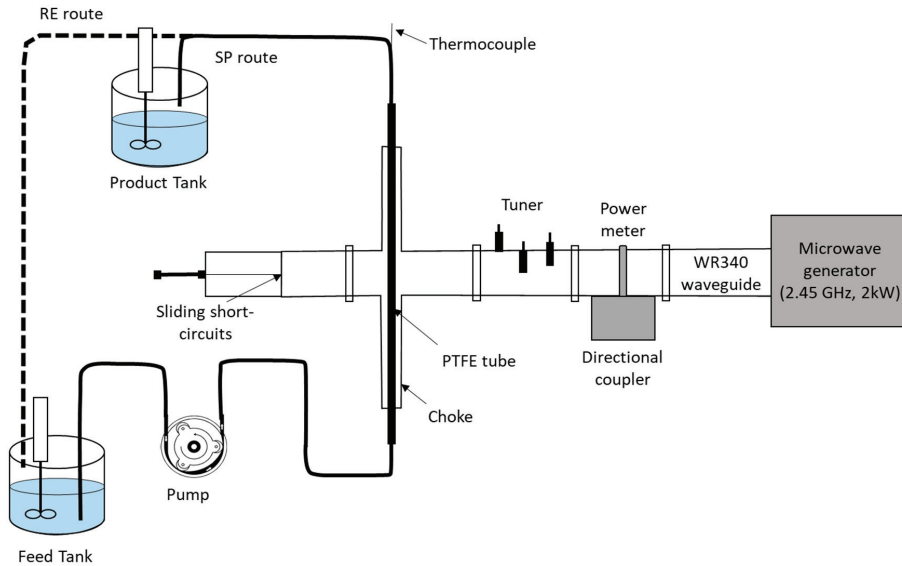 RE route
SP route
Thermocouple
Product Tank
Tuner
Power
meter
Microwave
generator
(2.45 GHz, 2kW)
WR340
waveguide
Sliding short-
circuits
PTFE tube
Directional
coupler
Choke
Pump
Feed Tank